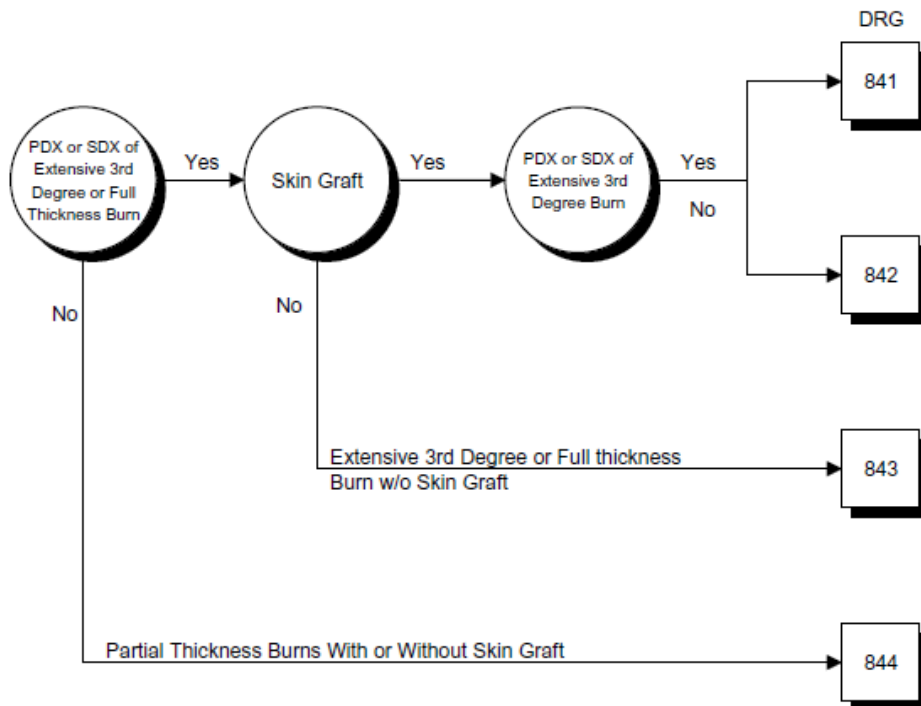 DRG
841
PDX or SDX of
Extensive 3rd
Degree or Full
Thickness Burn
Yes
Skin Graft
Yes
PDX or SDX of
Extensive 3rd
Degree Burn
Yes
No
842
No
No
Extensive 3rd Degree or Full thickness
Burn w/o Skin Graft
843
Partial Thickness Burns With or Without Skin Graft
844